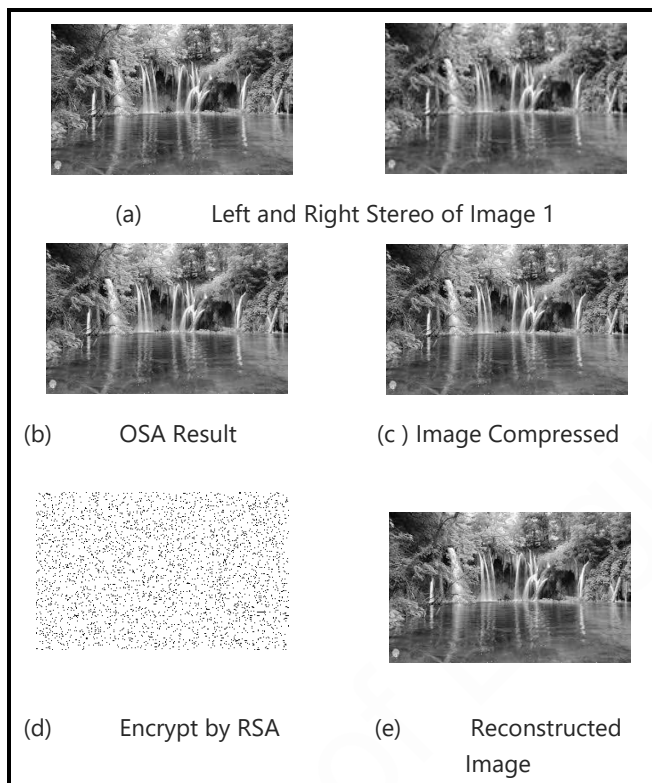 (a) Left and Right Stereo of Image 1
(b) OSA Result
(c ) Image Compressed
(d) Encrypt by RSA
(e) Reconstructed
Image